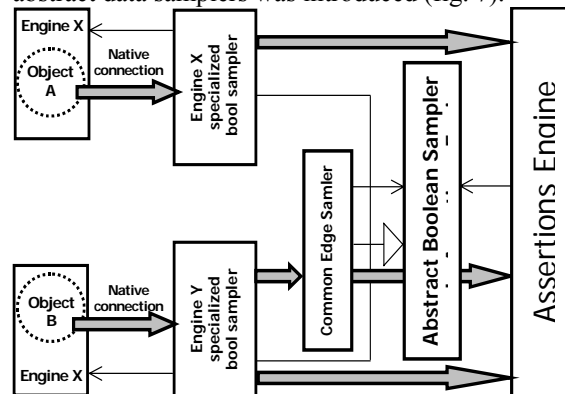 abstract data samplers was introduced (fig. 7).
Engine X
Object
A
Native
connection
Engine X
specialized
bool sampler
Common Edge Samler
Abstract Boolean Sampler
Assertions Engine
Object
B
Engine X
Native
connection
Engine Y
specialized
bool sampler